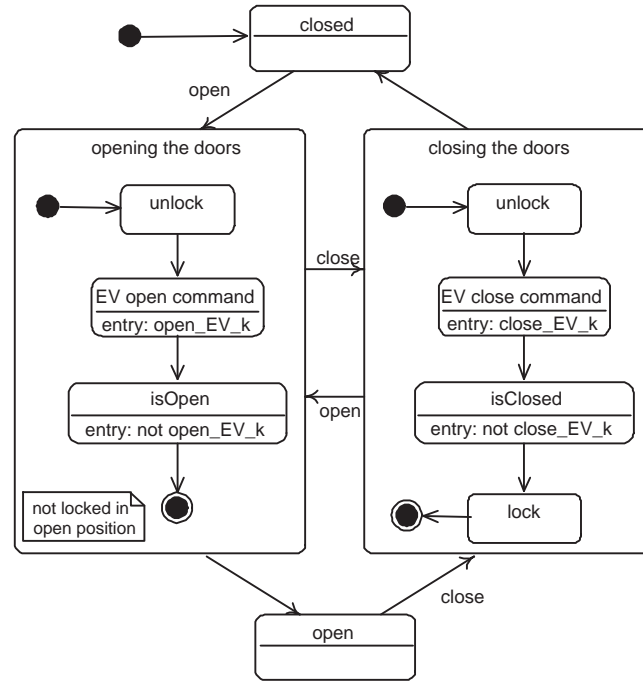 closed
open
opening the doors
unlock
EV open command
entry: open_EV_k
isOpen
entry: not open_EV_k
not locked in
open position
close
open
closing the doors
unlock
EV close command
entry: close_EV_k
isClosed
entry: not close_EV_k
lock
open
close